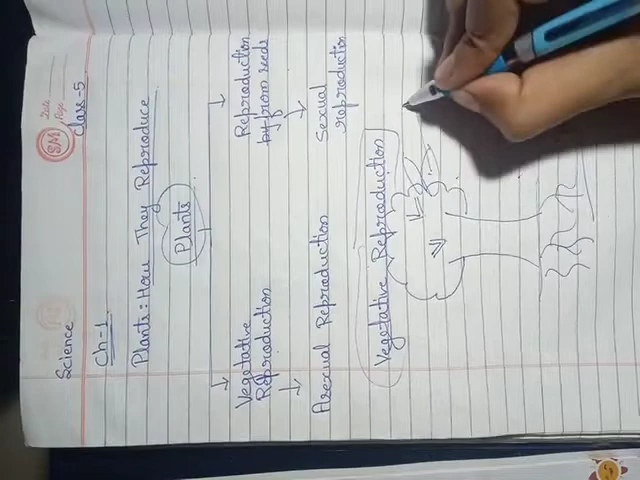 SM
Date
Page
Science
Class-5
Ch-1
Plants: How They Reproduce
Plants
Vegetative Reproduction
Reproduction by from seeds
Asexual Reproduction
Sexual reproduction
Vegetative Reproduction